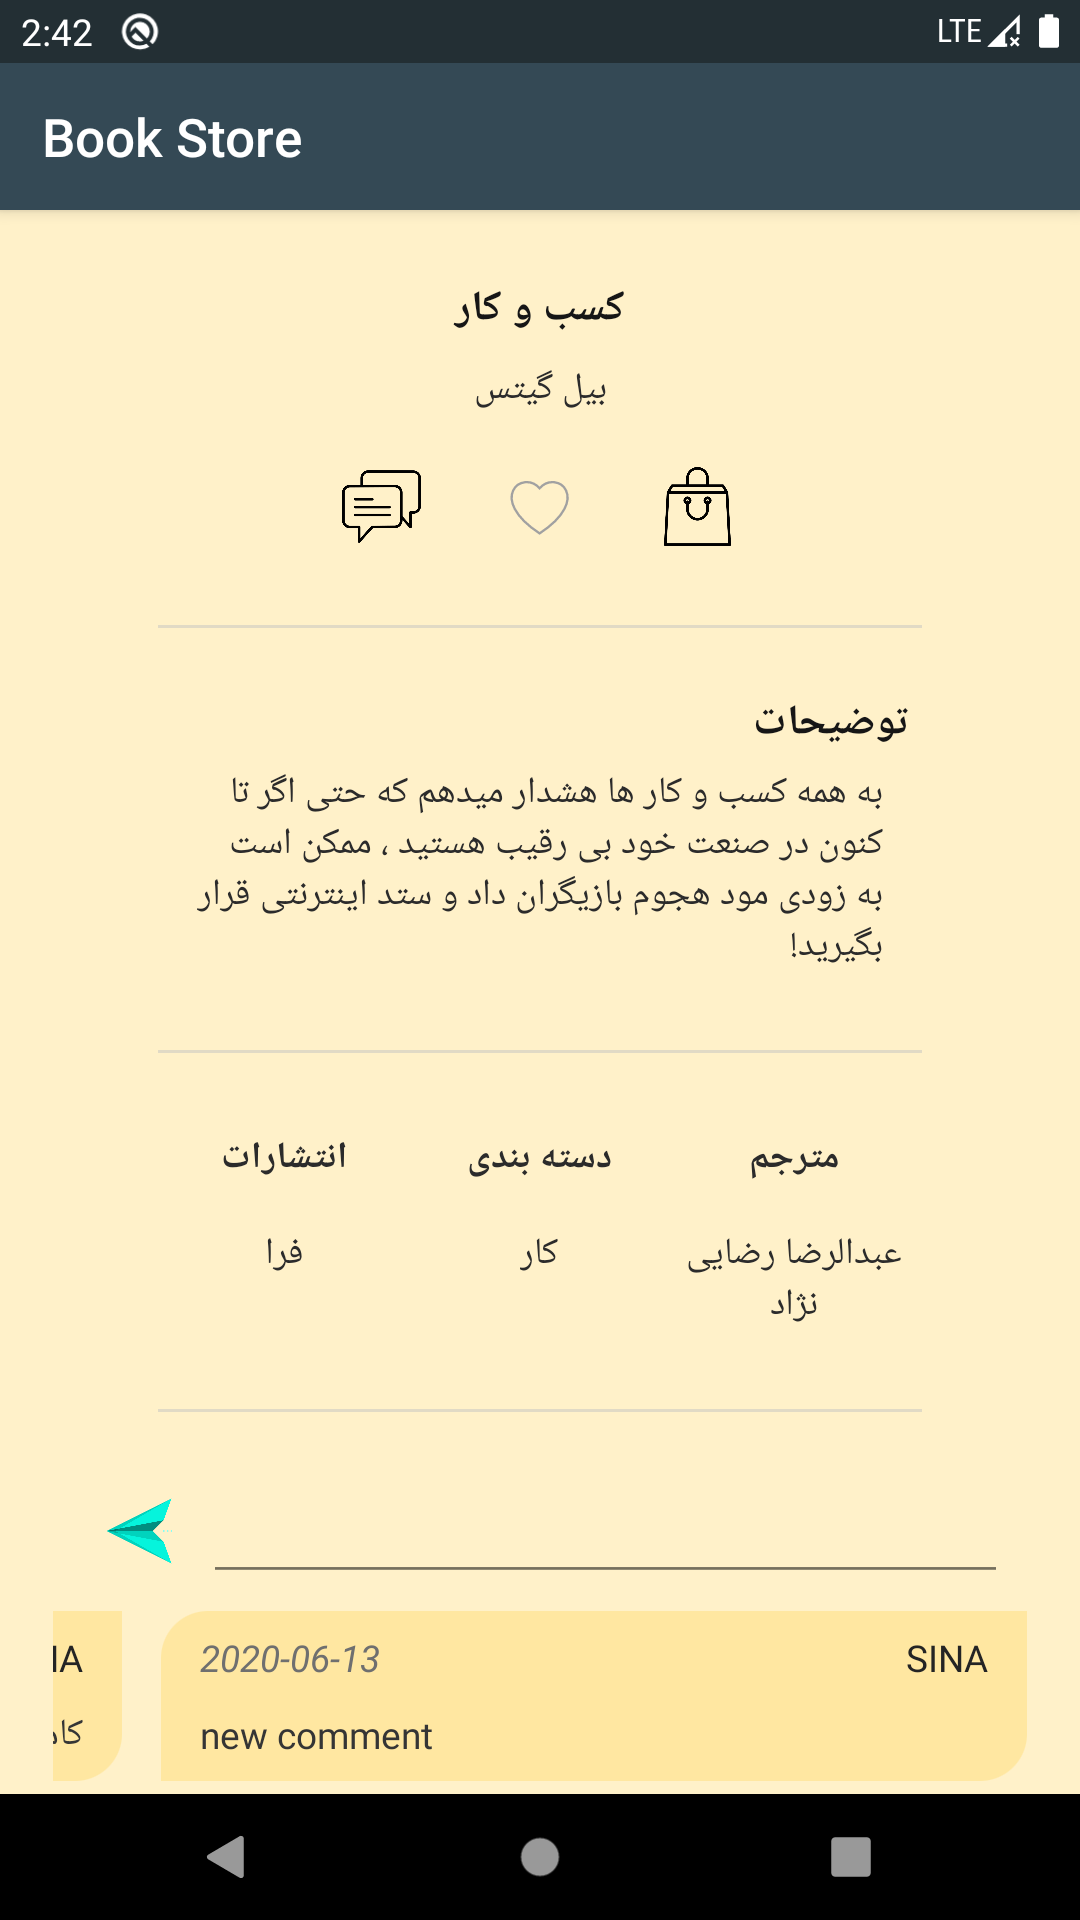 2:42 LTE
Book Store
کسب و کار
بیل گیتس
توضیحات
به همه کسب و کار ها هشدار میدهم که حتی اگر تا
کنون در صنعت خود بی رقیب هستید ، ممکن است
به زودی مود هجوم بازیگران داد و ستد اینترنتی قرار
بگیرید!
مترجم دسته بندی انتشارات
عبدالرضا رضایی کار فرا
نژاد
2020-06-13 SINA
new comment